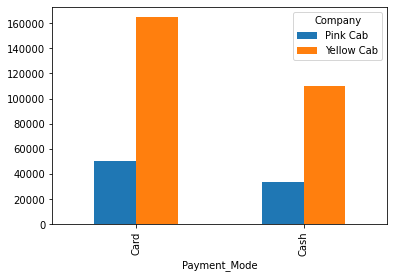 160000
140000
120000
100000
80000
60000
40000
20000
0
Company
Pink Cab
Yellow Cab
Card
Cash
Payment_Mode